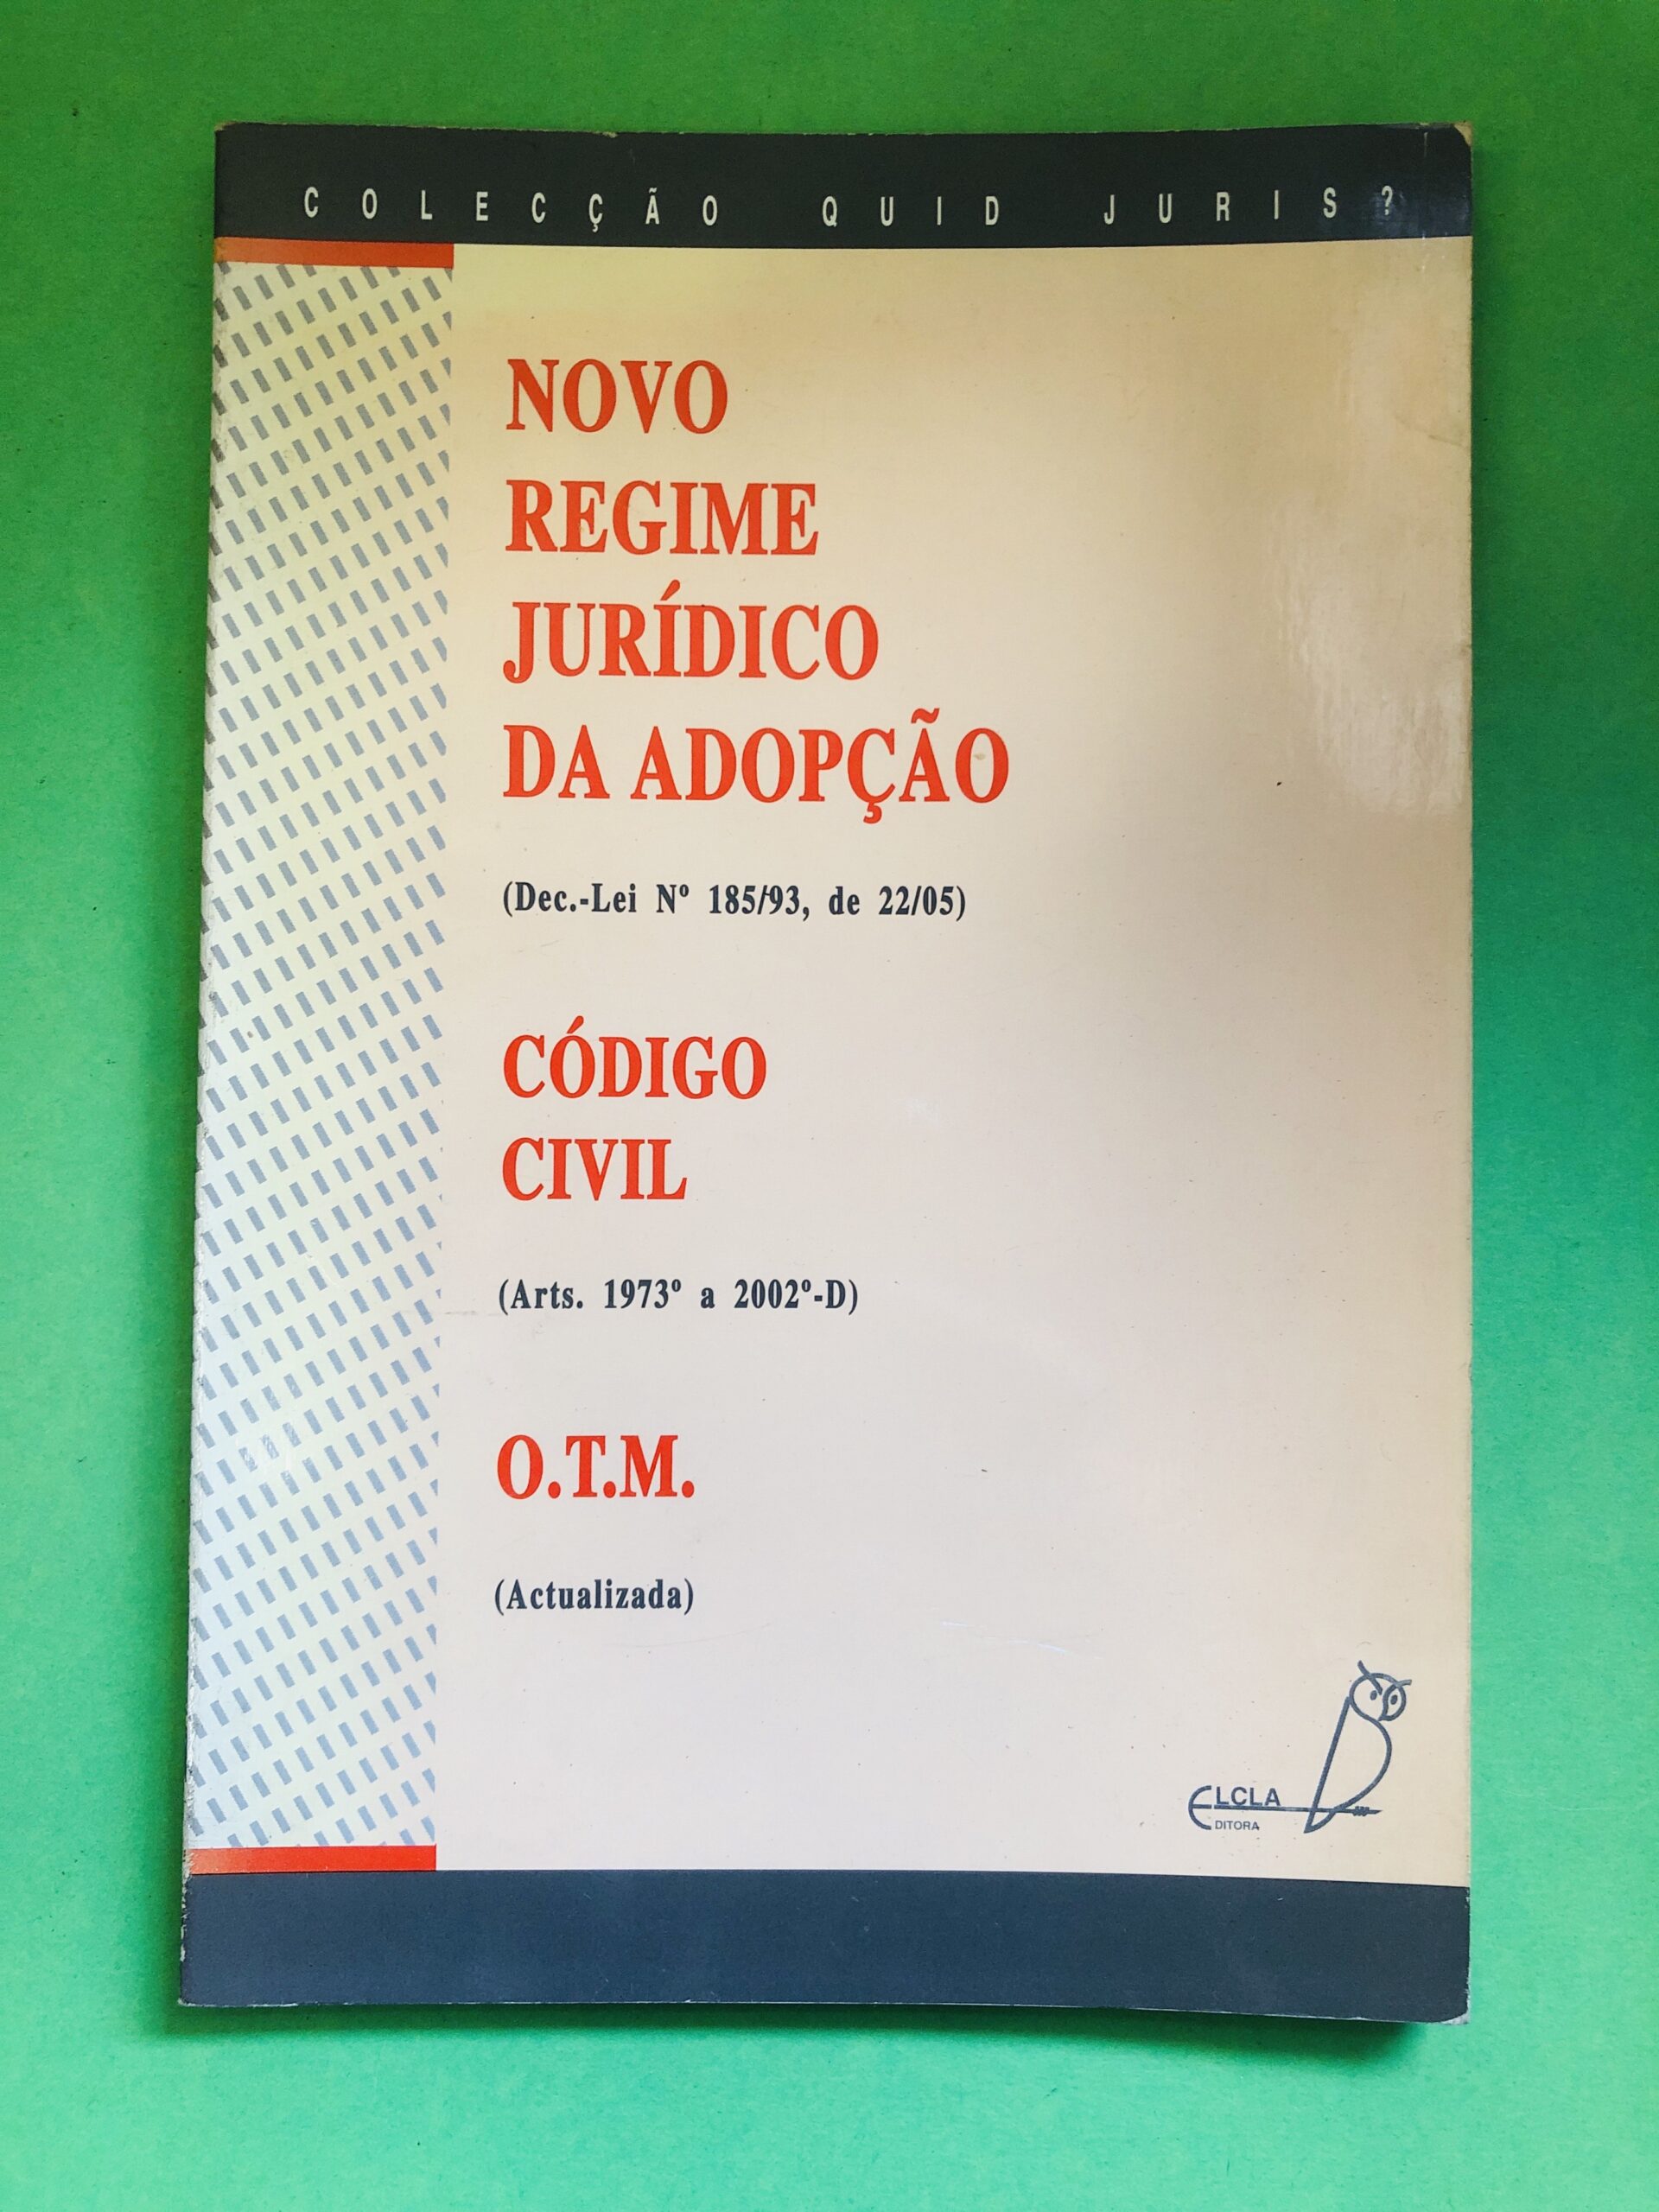 COLECÇÃO QUID JURIS?
NOVO
REGIME
JURÍDICO
DA ADOPÇÃO
(Dec.-Lei Nº 185/93, de 22/05)
CÓDIGO
CIVIL
(Arts. 1973º a 2002º-D)
O.T.M.
(Actualizada)
ELCLA
EDITORA